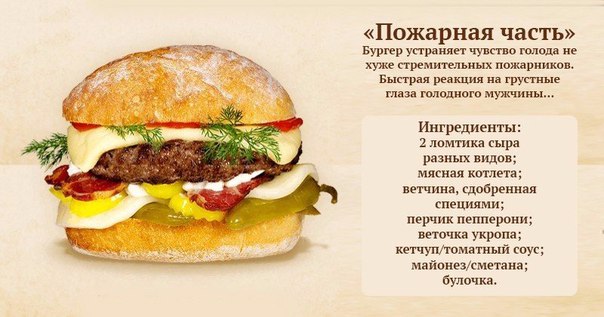 «Пожарная часть»
Бургер устраняет чувство голода не
хуже стремительных пожарников.
Быстрая реакция на грустные
глаза голодного мужчины...
Ингредиенты:
2 ломтика сыра
разных видов;
мясная котлета;
ветчина, сдобренная
специями;
перчик пепперони;
веточка укропа;
кетчуп/томатный соус;
майонез/сметана;
булочка.